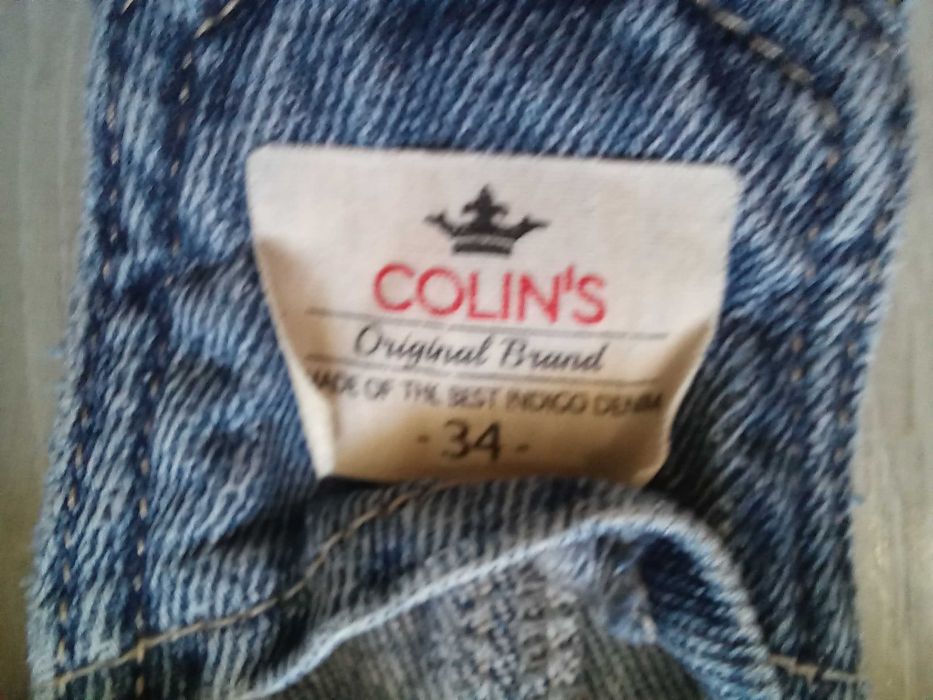 COLIN'S
Original Brand
MADE OF THE BEST INDIGO DENIM
- 34 -